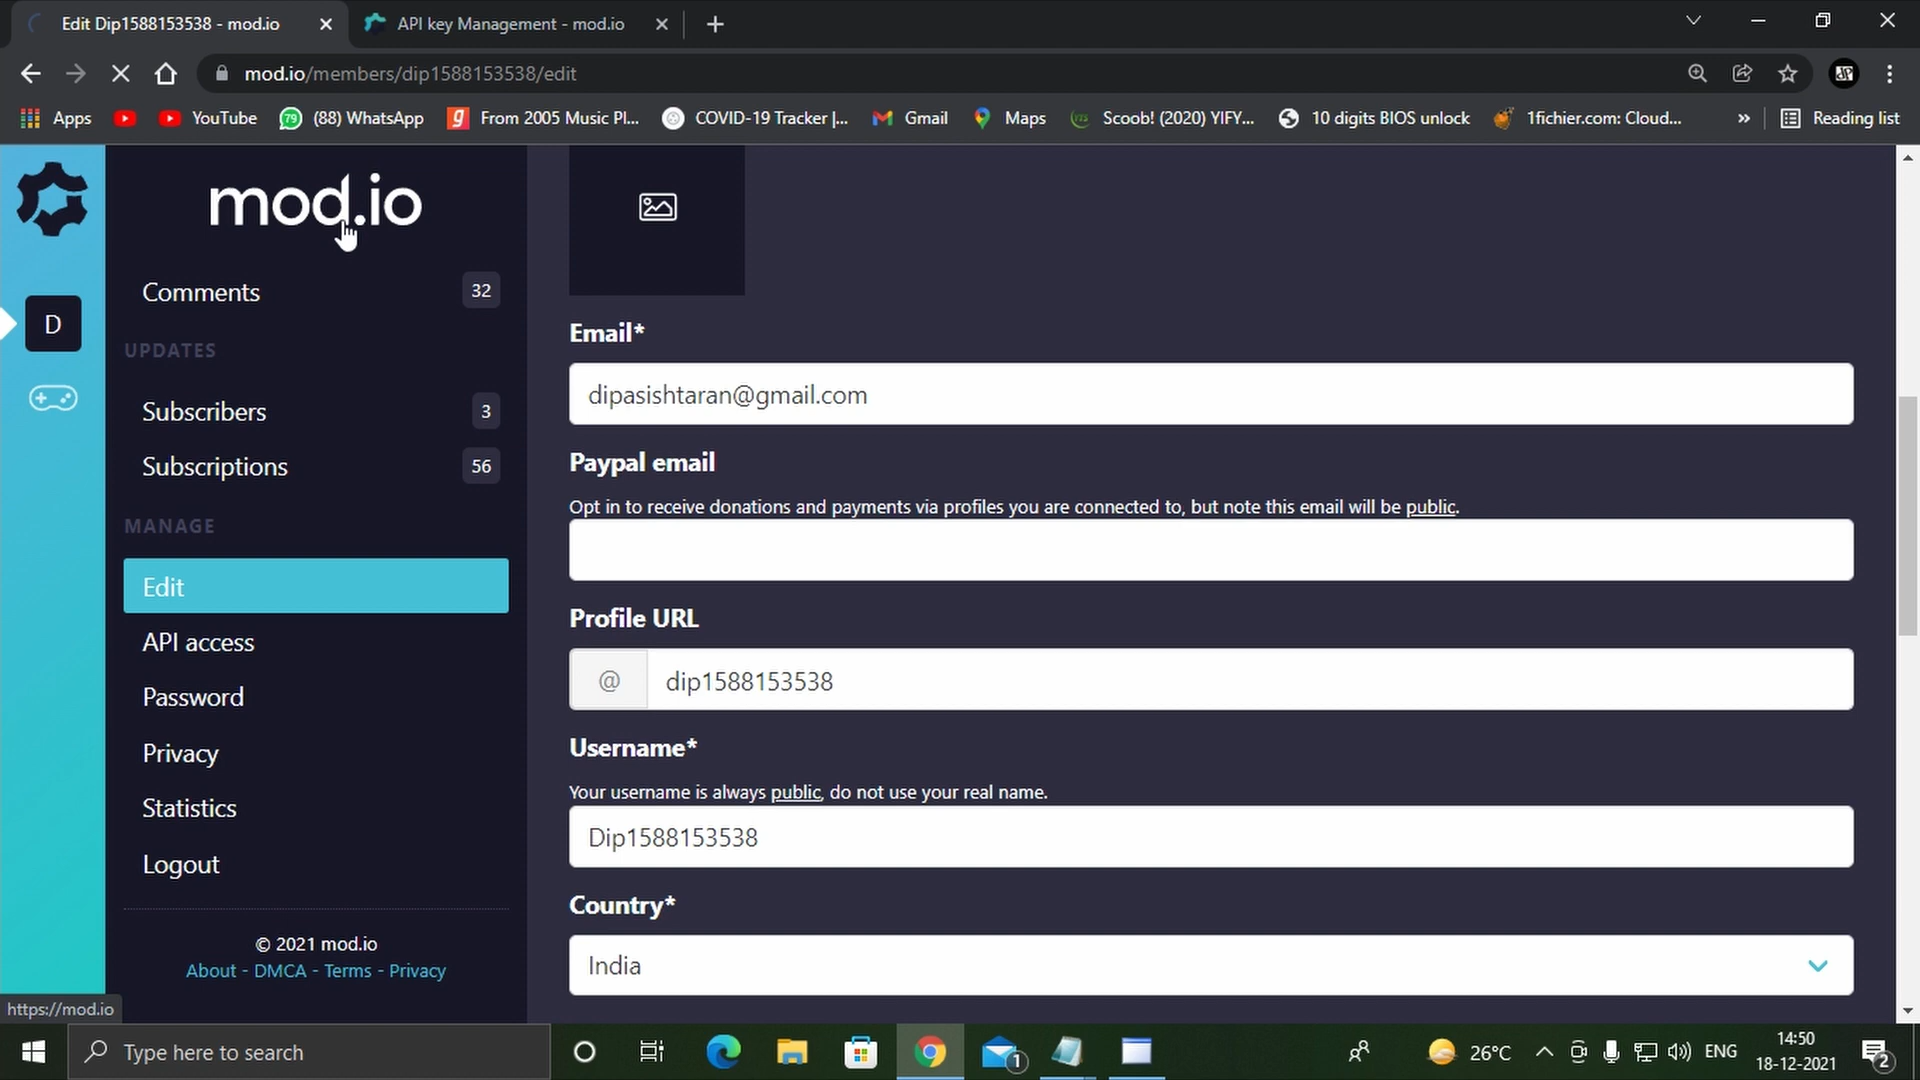 Edit Dip1588153538 - mod.io
API key Management - mod.io
mod.io/members/dip1588153538/edit
Apps
YouTube
79
(88) WhatsApp
From 2005 Music Pl...
COVID-19 Tracker |...
Gmail
Maps
Scoob! (2020) YIFY...
10 digits BIOS unlock
1fichier.com: Cloud...
»
Reading list
mod.io
D
Comments 32
UPDATES
Subscribers 3
Subscriptions 56
MANAGE
Edit
API access
Password
Privacy
Statistics
Logout
© 2021 mod.io
About - DMCA - Terms - Privacy
https://mod.io
Email*
dipasishtaran@gmail.com
Paypal email
Opt in to receive donations and payments via profiles you are connected to, but note this email will be public.
Profile URL
@ dip1588153538
Username*
Your username is always public, do not use your real name.
Dip1588153538
Country*
India
Type here to search
1
26°C
ENG
14:50
18-12-2021
2